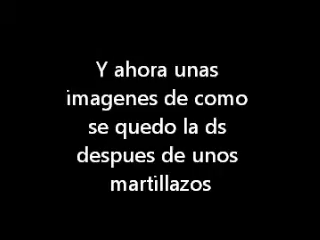 Y ahora unas
imagenes de como
se quedo la ds
despues de unos
martillazos